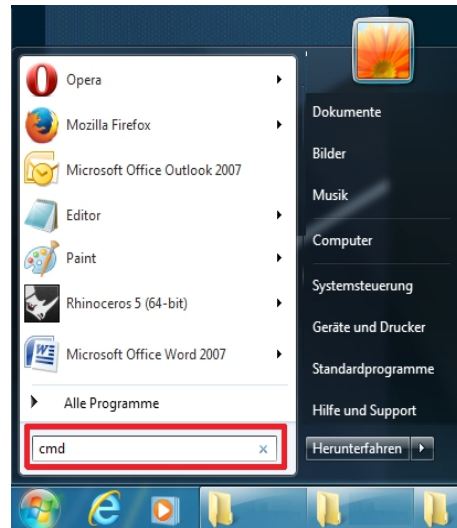 Opera
Mozilla Firefox
Microsoft Office Outlook 2007
Editor
Paint
Rhinoceros 5 (64-bit)
Microsoft Office Word 2007
Alle Programme
cmd
Dokumente
Bilder
Musik
Computer
Systemsteuerung
Geräte und Drucker
Standardprogramme
Hilfe und Support
Herunterfahren